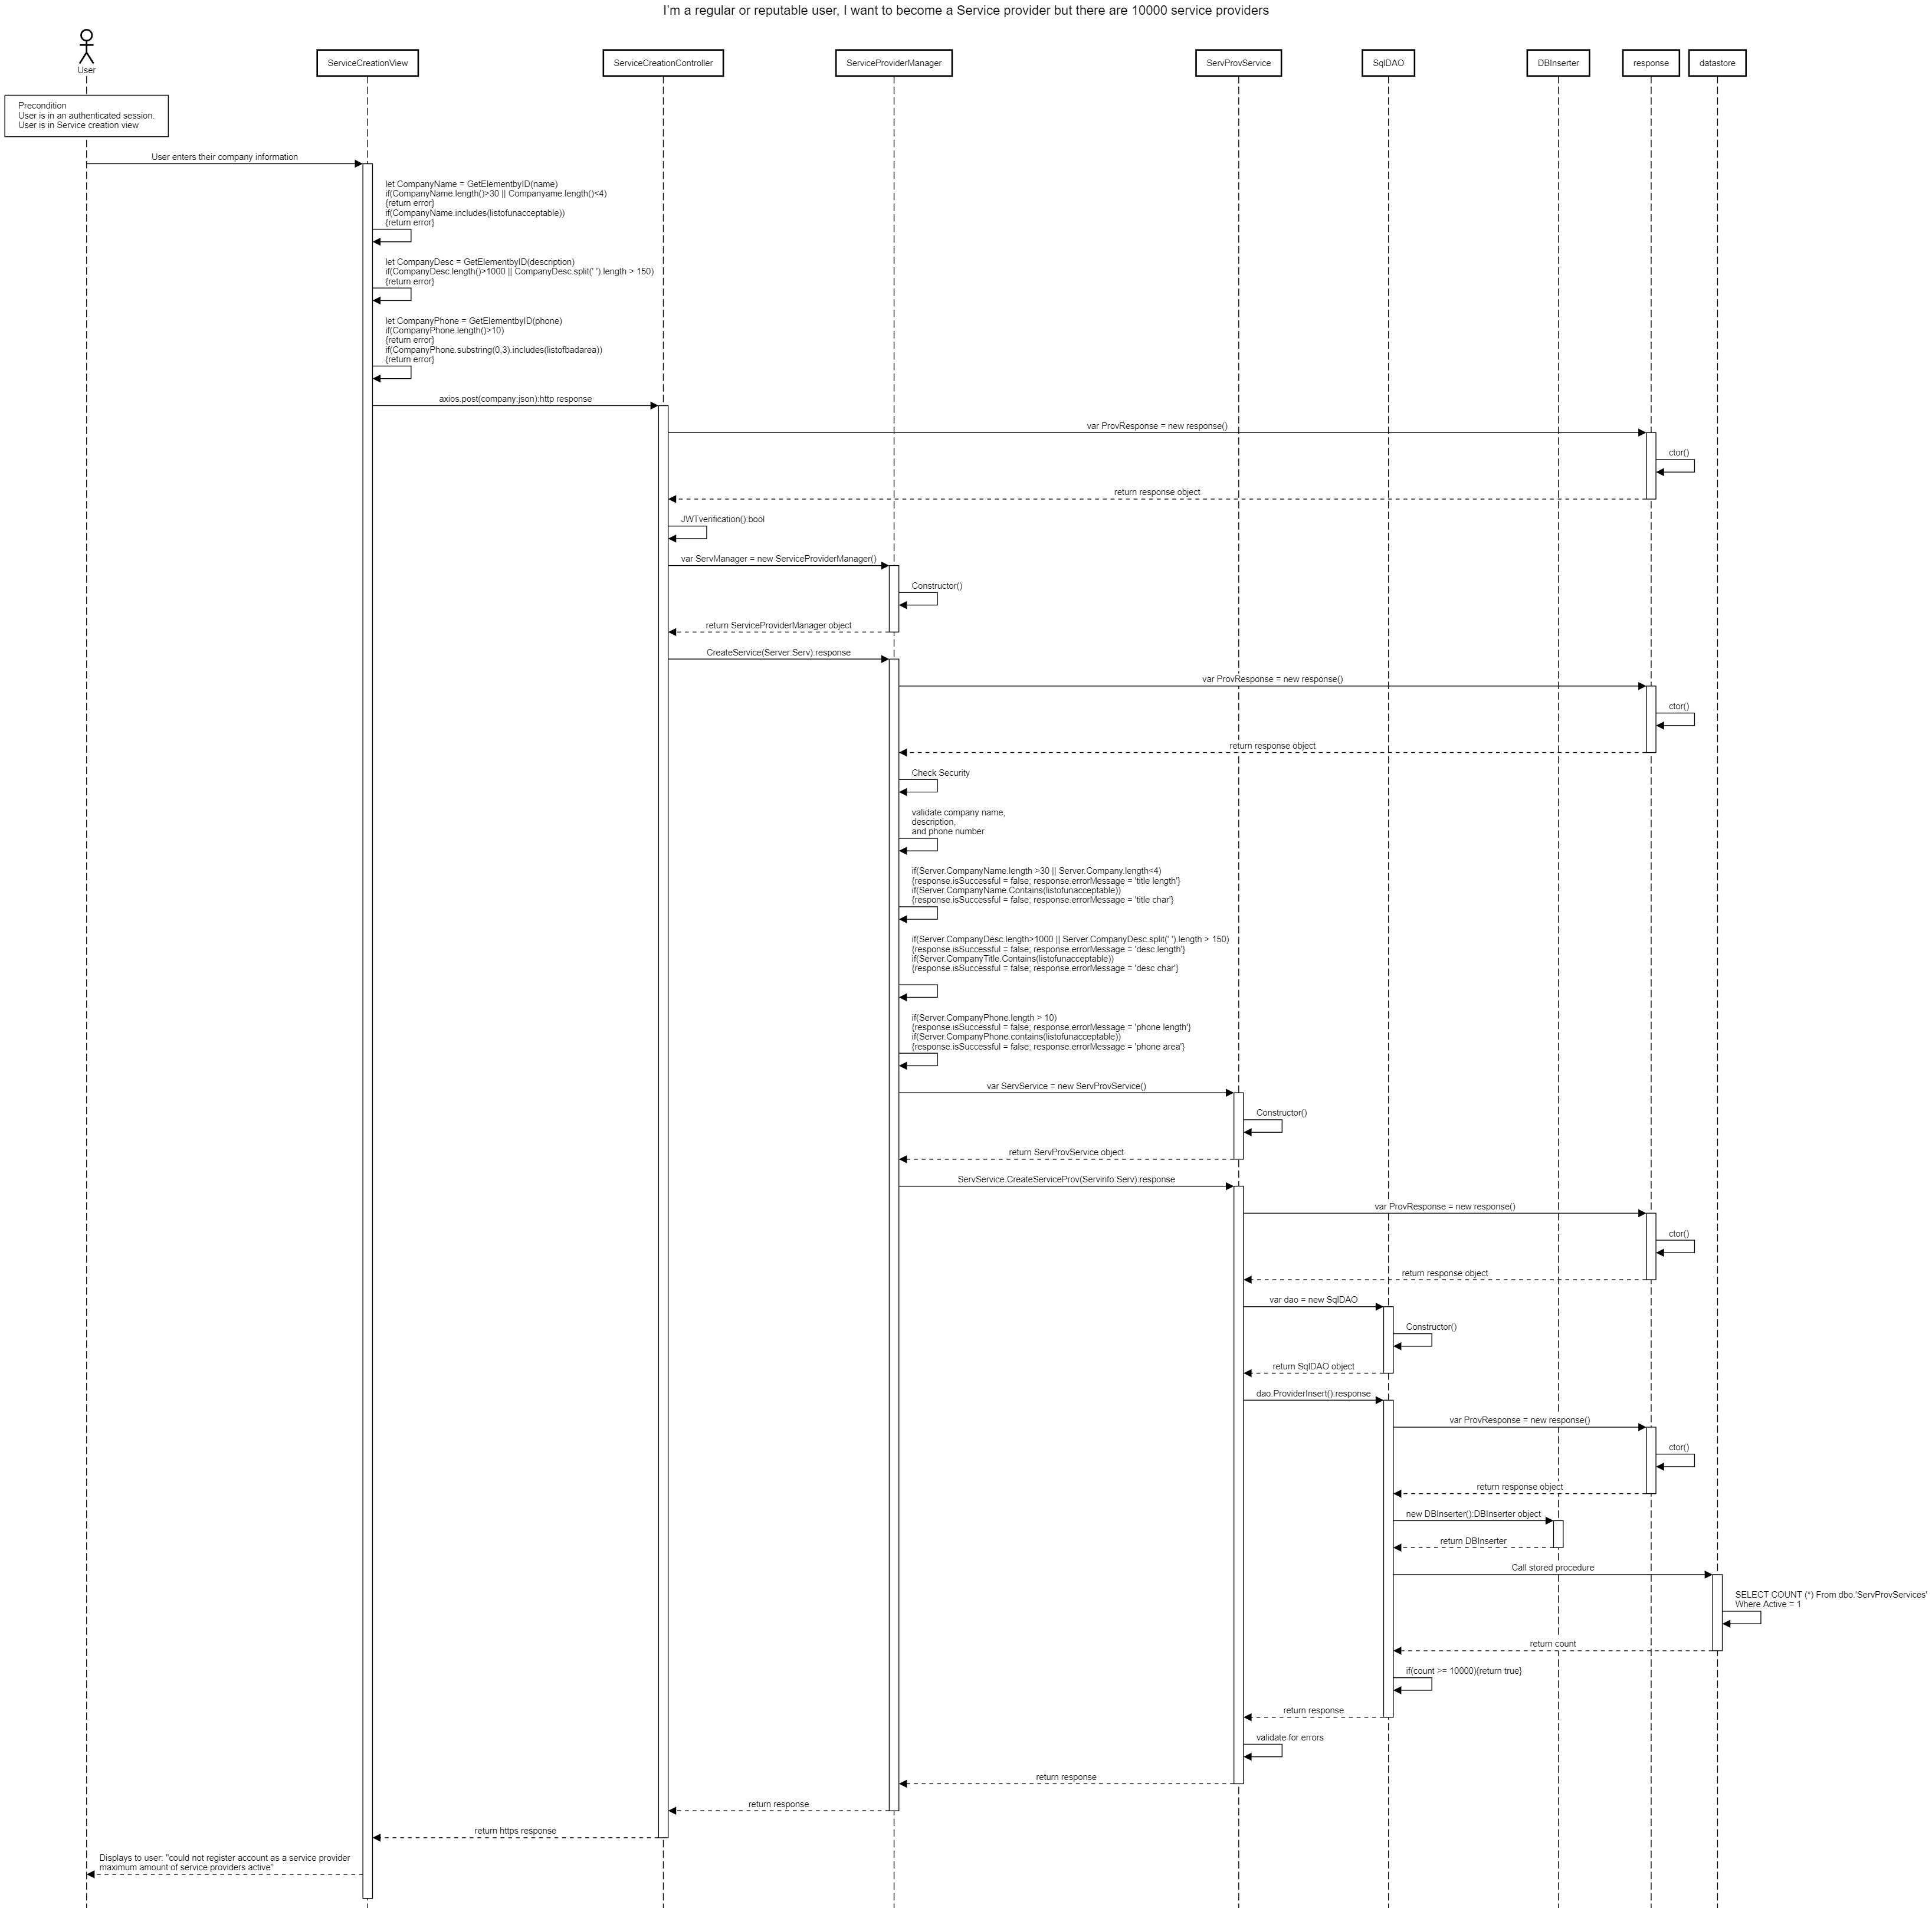 I'm a regular or reputable user, I want to become a Service provider but there are 10000 service providers
User
ServiceCreationView
ServiceCreationController
ServiceProviderManager
ServProvService
SqlDAO
DBInserter
response
datastore
Precondition
User is in an authenticated session.
User is in Service creation view
User enters their company information
let CompanyName = GetElementbyID(name)
if(CompanyName.length()>30 || Companyame.length()<4)
{return error}
if(CompanyName.includes(listofunacceptable))
{return error}
let CompanyDesc = GetElementbyID(description)
if(CompanyDesc.length()>1000 || CompanyDesc.split(' ').length > 150)
{return error}
let CompanyPhone = GetElementbyID(phone)
if(CompanyPhone.length()>10)
{return error}
if(CompanyPhone.substring(0,3).includes(listofbadarea))
{return error}
axios.post(company:json):http response
var ProvResponse = new response()
ctor()
return response object
JWTverification():bool
var ServManager = new ServiceProviderManager()
Constructor()
return ServiceProviderManager object
CreateService(Server:Serv):response
var ProvResponse = new response()
ctor()
return response object
Check Security
validate company name,
description,
and phone number
if(Server.CompanyName.length >30 || Server.Company.length<4)
{response.isSuccessful = false; response.errorMessage = 'title length'}
if(Server.CompanyName.Contains(listofunacceptable))
{response.isSuccessful = false; response.errorMessage = 'title char'}
if(Server.CompanyDesc.length>1000 || Server.CompanyDesc.split(' ').length > 150)
{response.isSuccessful = false; response.errorMessage = 'desc length'}
if(Server.CompanyTitle.Contains(listofunacceptable))
{response.isSuccessful = false; response.errorMessage = 'desc char'}
if(Server.CompanyPhone.length > 10)
{response.isSuccessful = false; response.errorMessage = 'phone length'}
if(Server.CompanyPhone.contains(listofunacceptable))
{response.isSuccessful = false; response.errorMessage = 'phone area'}
var ServService = new ServProvService()
Constructor()
return ServProvService object
ServService.CreateServiceProv(Servinfo:Serv):response
var ProvResponse = new response()
ctor()
return response object
var dao = new SqlDAO
Constructor()
return SqlDAO object
dao.ProviderInsert():response
var ProvResponse = new response()
ctor()
return response object
new DBInserter():DBInserter object
return DBInserter
Call stored procedure
SELECT COUNT (*) From dbo.'ServProvServices'
Where Active = 1
return count
if(count >= 10000){return true}
return response
validate for errors
return response
return response
return https response
Displays to user: "could not register account as a service provider
maximum amount of service providers active"